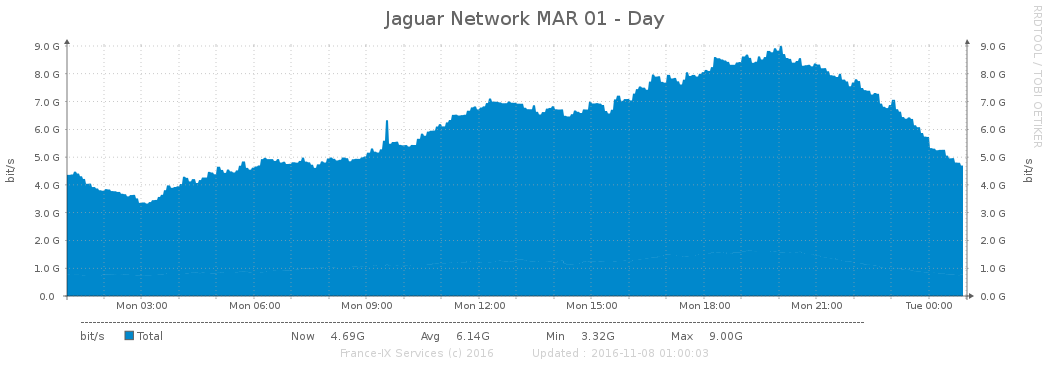 Jaguar Network MAR 01 - Day
RRDTOOL / TOBI OETIKER
bit/s
9.0 G
8.0 G
7.0 G
6.0 G
5.0 G
4.0 G
3.0 G
2.0 G
1.0 G
0.0
9.0 G
8.0 G
7.0 G
6.0 G
5.0 G
4.0 G
3.0 G
2.0 G
1.0 G
0.0 G
bit/s
Mon 03:00 Mon 06:00 Mon 09:00 Mon 12:00 Mon 15:00 Mon 18:00 Mon 21:00 Tue 00:00
bit/s Total Now 4.69G Avg 6.14G Min 3.32G Max 9.00G
France-IX Services (c) 2016 Updated : 2016-11-08 01:00:03